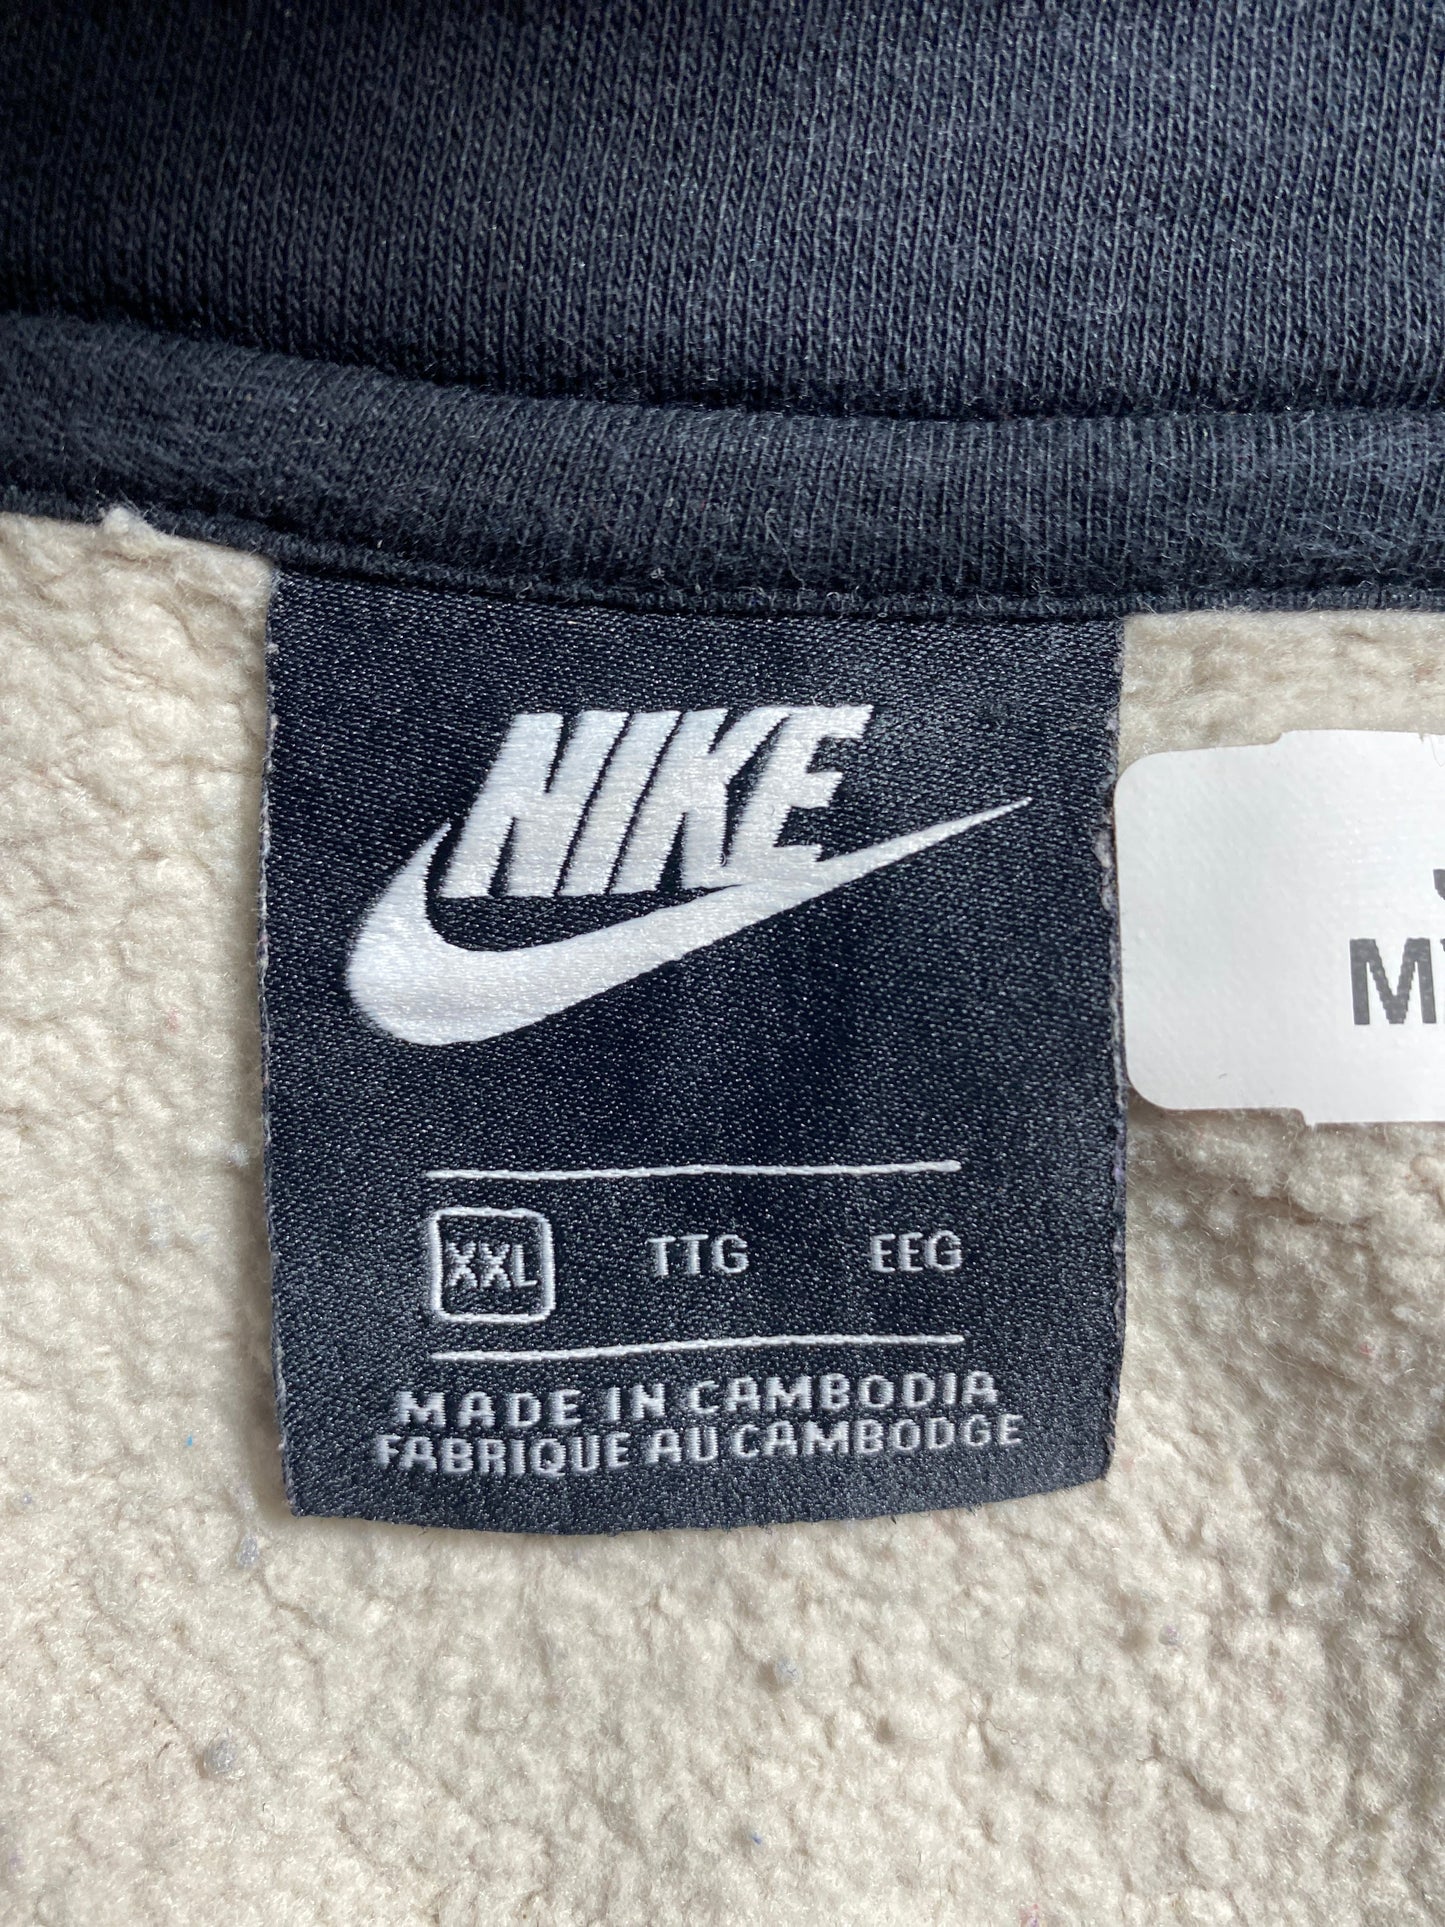 NIKE
XXL TTG EEG
MADE IN CAMBODIA
FABRIQUE AU CAMBODGE